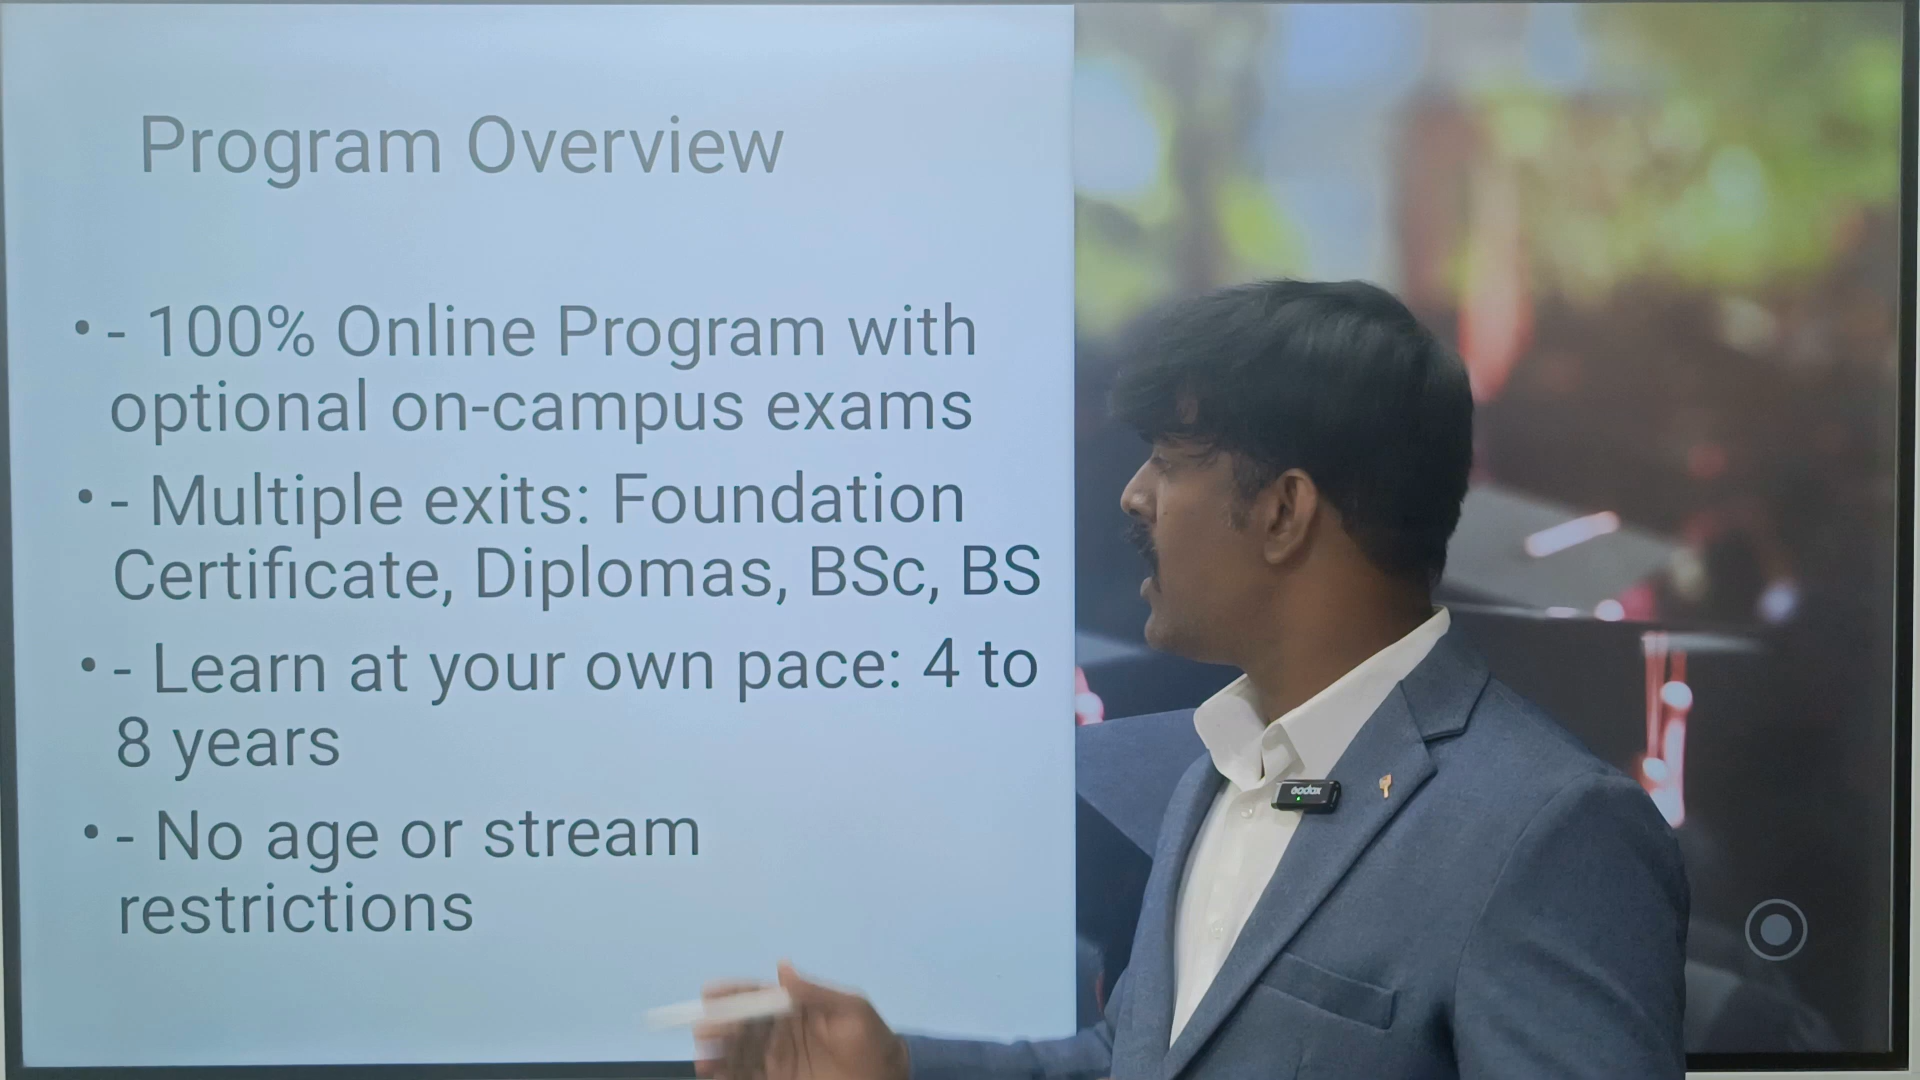 Program Overview
• - 100% Online Program with
optional on-campus exams
• - Multiple exits: Foundation
Certificate, Diplomas, BSc, BS
• - Learn at your own pace: 4 to
8 years
• - No age or stream
restrictions
Godox